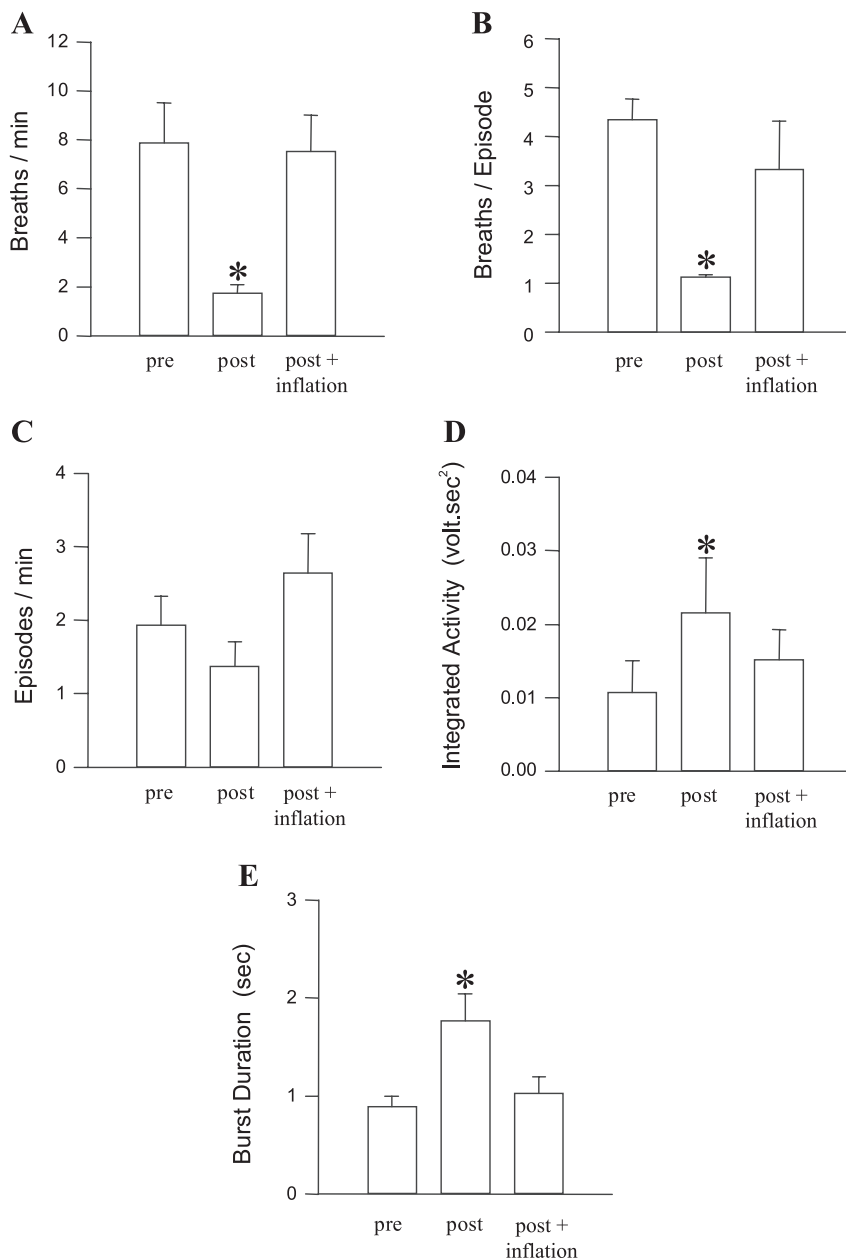 A
Breaths / min
12
10
8
6
4
2
0
*
pre
post
post +
inflation
B
Breaths / Episode
6
5
4
3
2
1
0
*
pre
post
post +
inflation
C
Episodes / min
4
3
2
1
0
pre
post
post +
inflation
D
Integrated Activity (volt.sec²)
0.04
0.03
0.02
0.01
0.00
*
pre
post
post +
inflation
E
Burst Duration (sec)
3
2
1
0
*
pre
post
post +
inflation